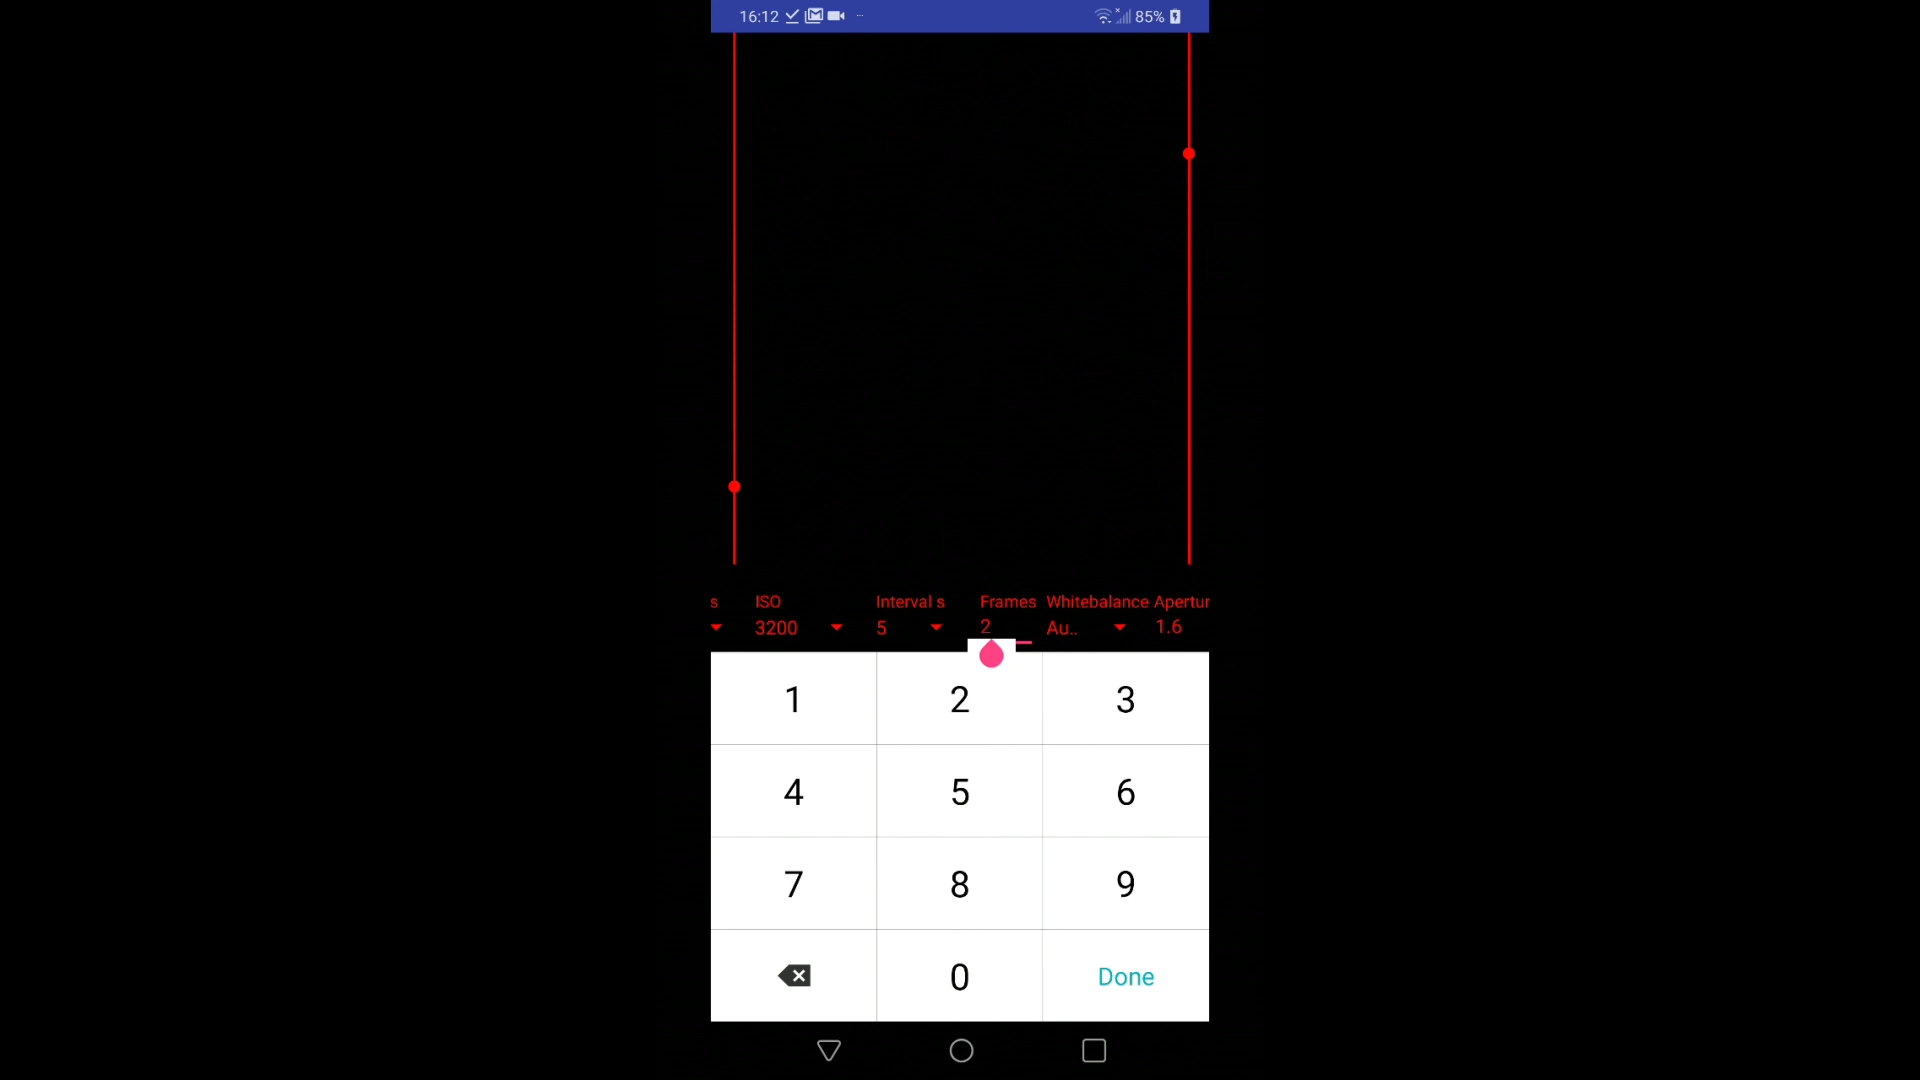 16:12 85%
s ISO Interval s Frames Whitebalance Apertur
3200 5 2 Au.. 1.6
1 2 3
4 5 6
7 8 9
0 Done